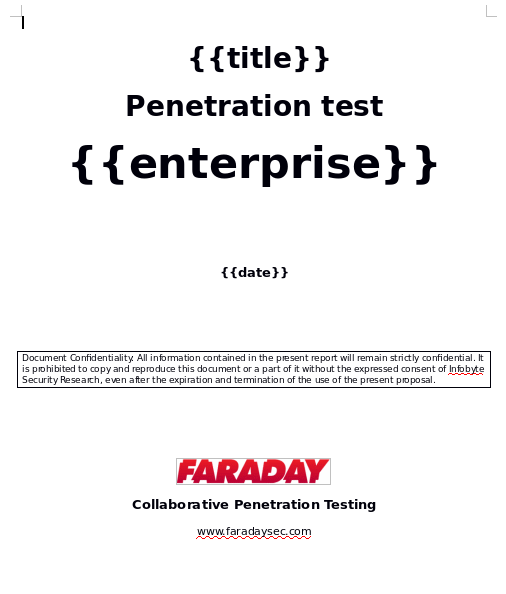 {{title}}
Penetration test
{{enterprise}}
{{date}}
Document Confidentiality. All information contained in the present report will remain strictly confidential. It
is prohibited to copy and reproduce this document or a part of it without the expressed consent of Infobyte
Security Research, even after the expiration and termination of the use of the present proposal.
FARADAY
Collaborative Penetration Testing
www.faradaysec.com